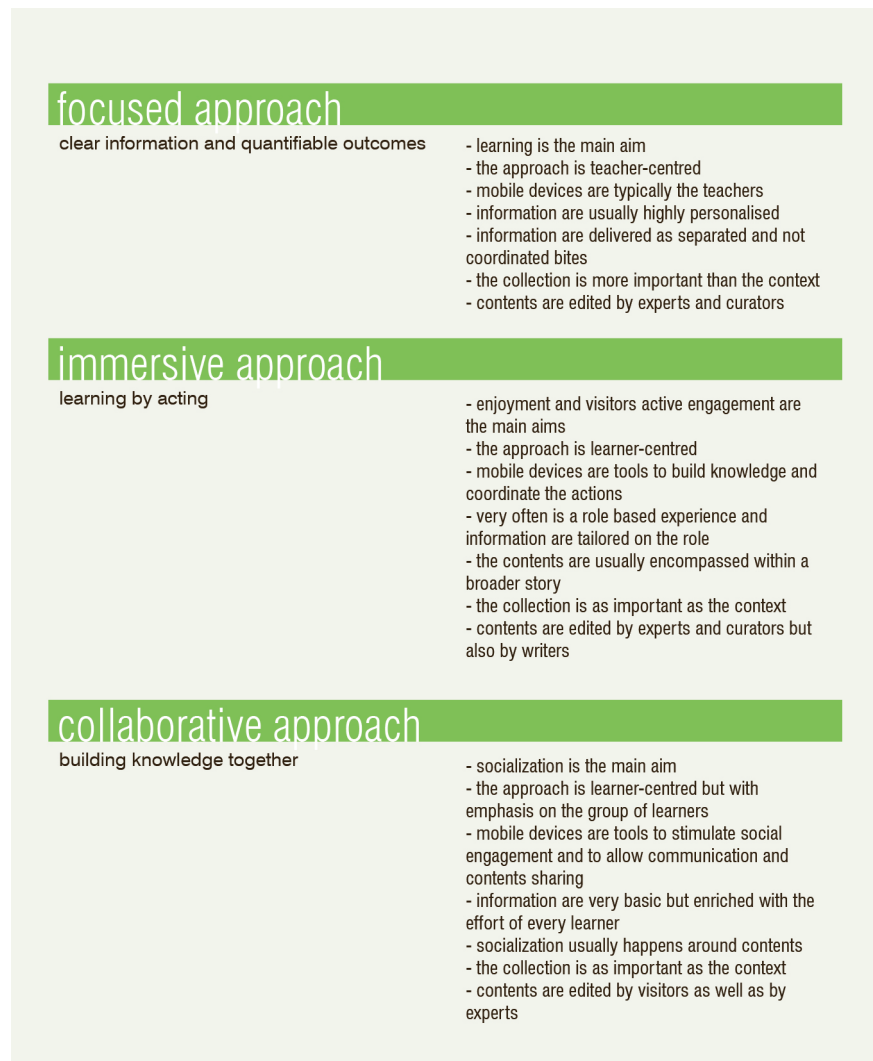 focused approach
clear information and quantifiable outcomes
- learning is the main aim
- the approach is teacher-centred
- mobile devices are typically the teachers
- information are usually highly personalised
- information are delivered as separated and not
coordinated bites
- the collection is more important than the context
- contents are edited by experts and curators
immersive approach
learning by acting
- enjoyment and visitors active engagement are
the main aims
- the approach is learner-centred
- mobile devices are tools to build knowledge and
coordinate the actions
- very often is a role based experience and
information are tailored on the role
- the contents are usually encompassed within a
broader story
- the collection is as important as the context
- contents are edited by experts and curators but
also by writers
collaborative approach
building knowledge together
- socialization is the main aim
- the approach is learner-centred but with
emphasis on the group of learners
- mobile devices are tools to stimulate social
engagement and to allow communication and
contents sharing
- information are very basic but enriched with the
effort of every learner
- socialization usually happens around contents
- the collection is as important as the context
- contents are edited by visitors as well as by
experts